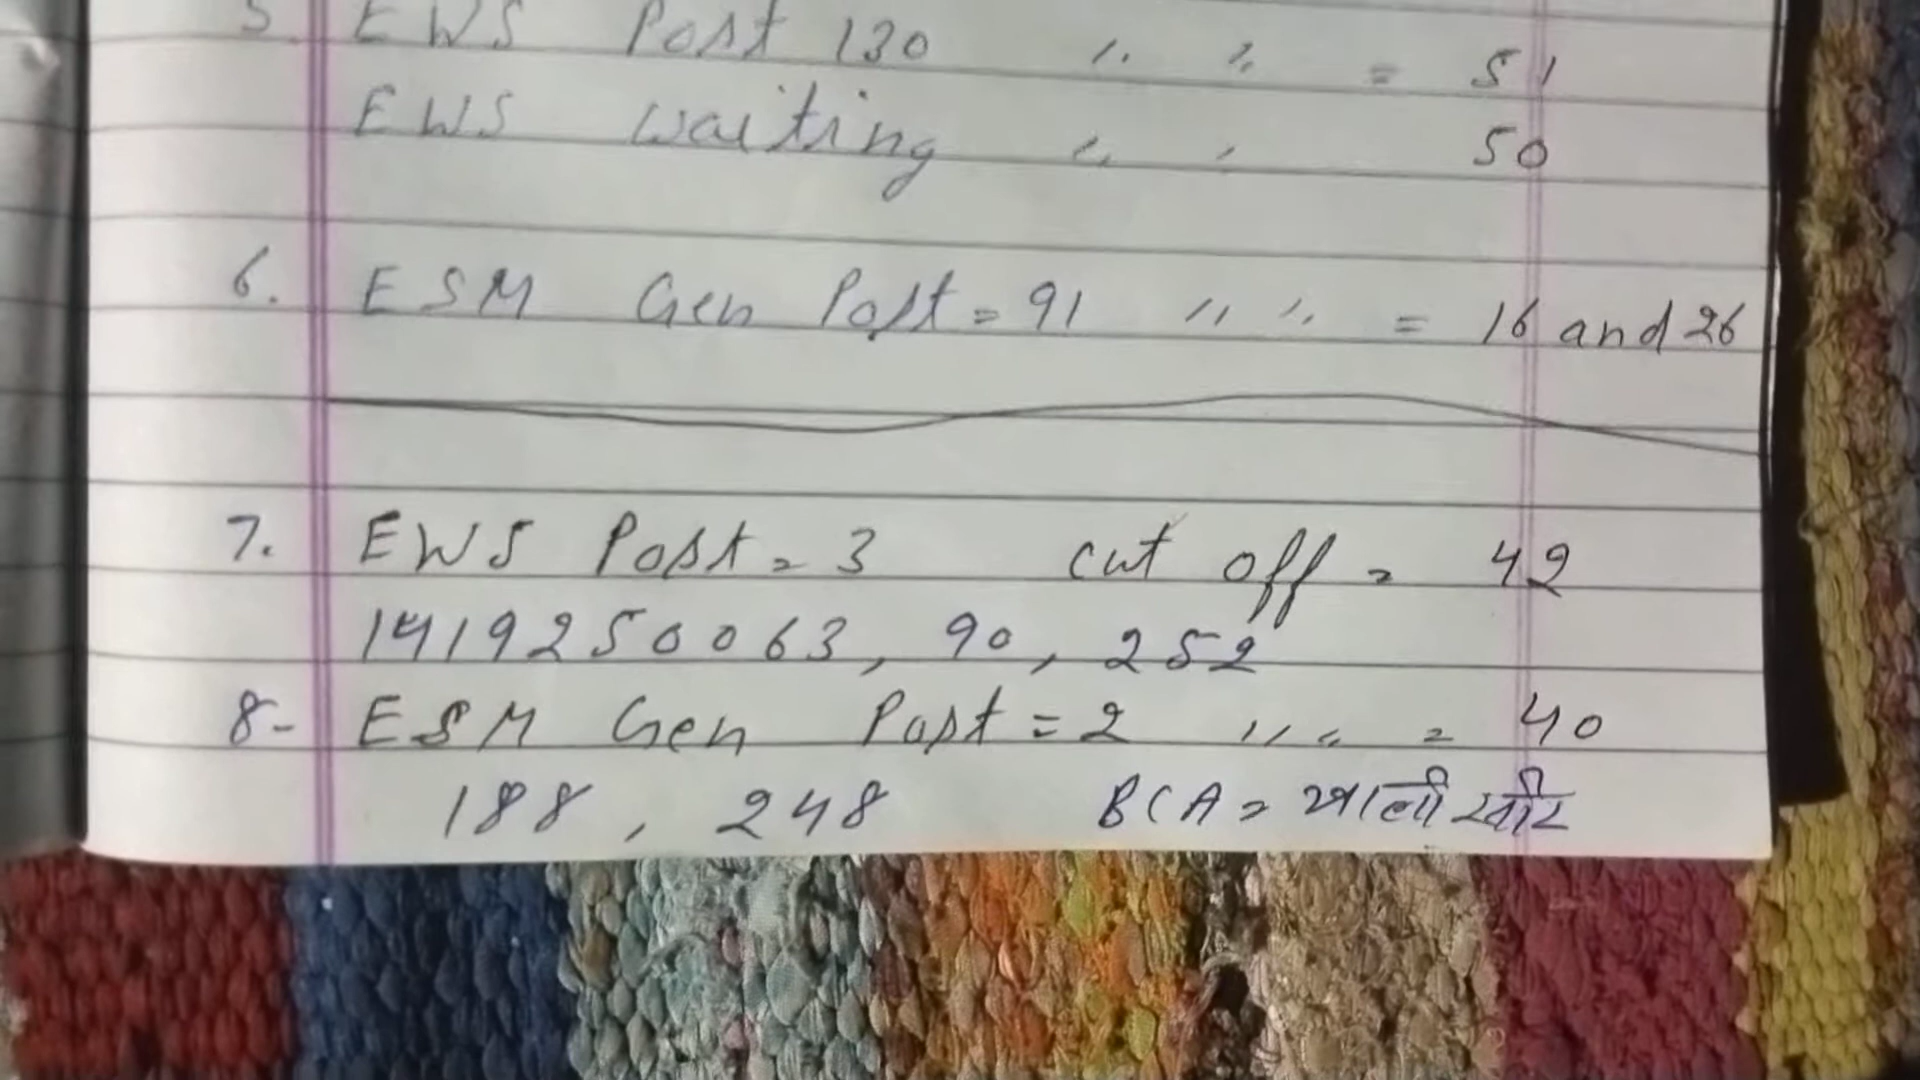 5. EWS Post 130 〃 〃 = 51
EWS waiting 〃 〃 50
6. ESM Gen Post = 91 〃 〃 = 16 and 26
7. EWS Post = 3 cut off = 42
1419250063, 90, 252
8- ESM Gen Post = 2 〃 〃 = 40
188, 248 BCA =